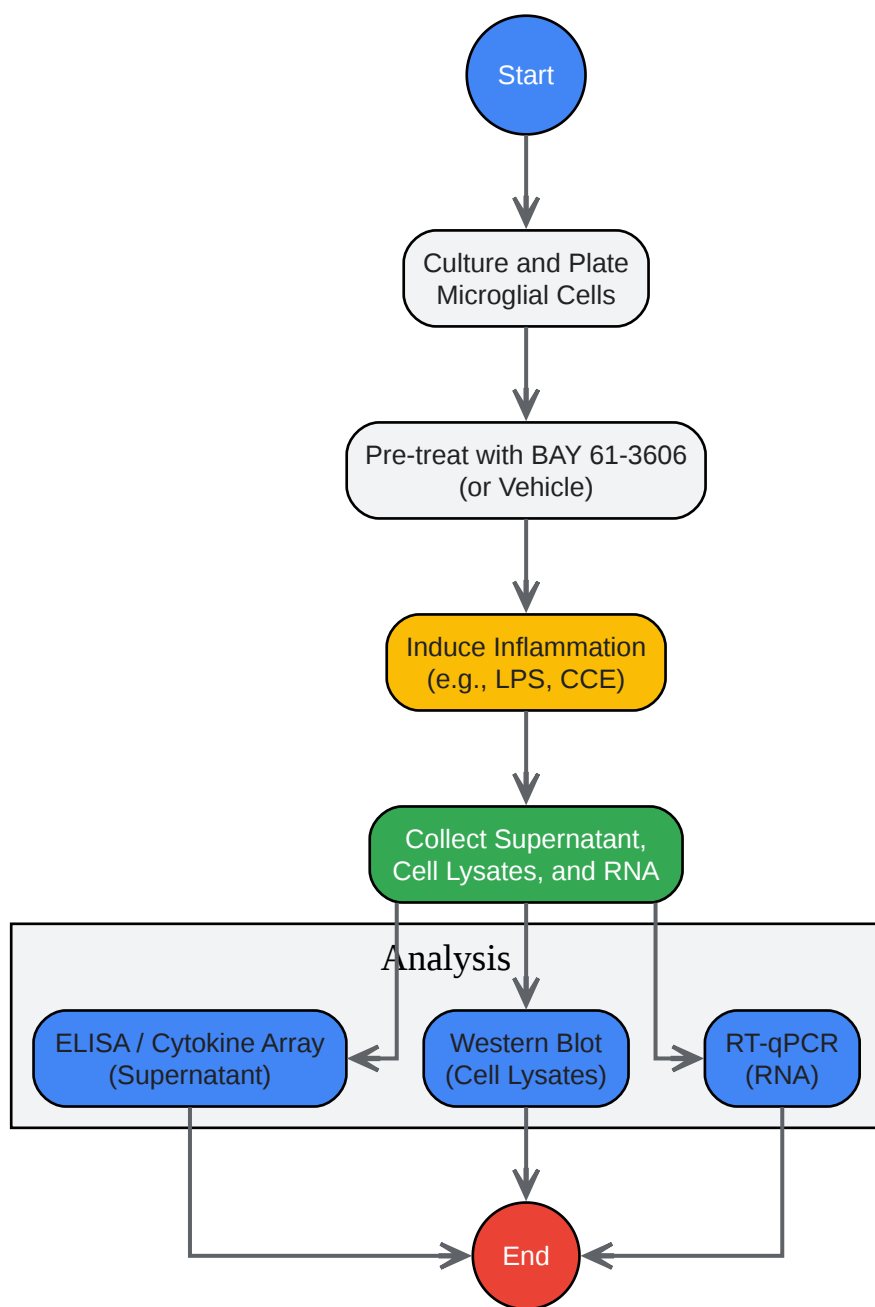 Start
Culture and Plate
Microglial Cells
Pre-treat with BAY 61-3606
(or Vehicle)
Induce Inflammation
(e.g., LPS, CCE)
Collect Supernatant,
Cell Lysates, and RNA
Analysis
ELISA / Cytokine Array
(Supernatant)
Western Blot
(Cell Lysates)
RT-qPCR
(RNA)
End